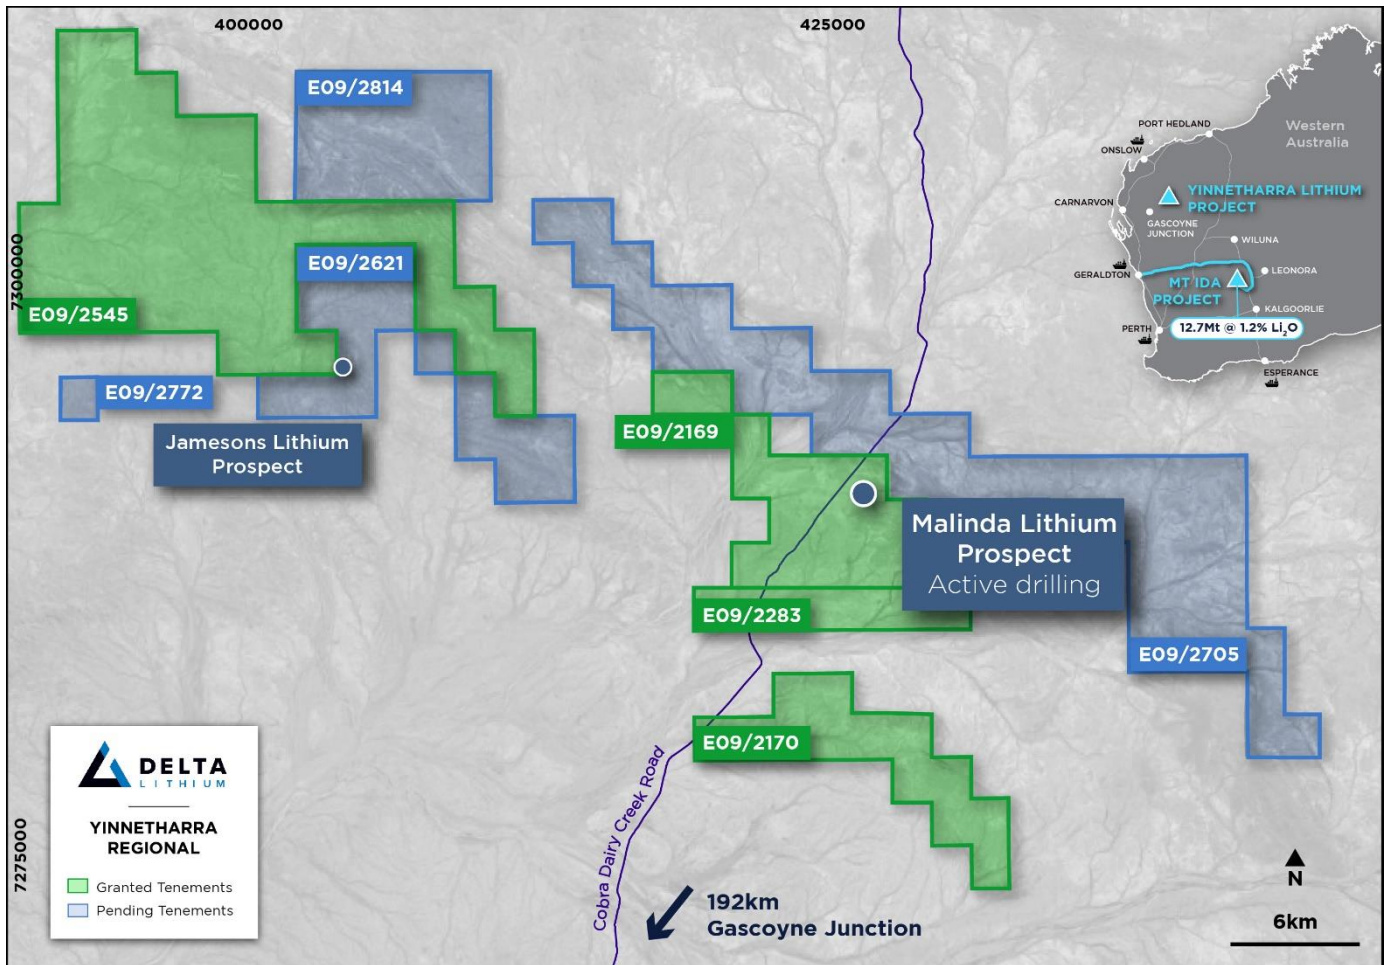 400000
425000
7300000
7275000
E09/2814
E09/2621
E09/2545
E09/2772
Jamesons Lithium
Prospect
E09/2169
Malinda Lithium
Prospect
Active drilling
E09/2283
E09/2705
E09/2170
Cobra Dairy Creek Road
192km
Gascoyne Junction
DELTA
LITHIUM
YINNETHARRA
REGIONAL
Granted Tenements
Pending Tenements
N
6km
Western
Australia
PORT HEDLAND
ONSLOW
CARNARVON
YINNETHARRA LITHIUM
PROJECT
GASCOYNE
JUNCTION
WILUNA
GERALDTON
LEONORA
MT IDA
PROJECT
KALGOORLIE
PERTH
12.7Mt @ 1.2% Li₂O
ESPERANCE